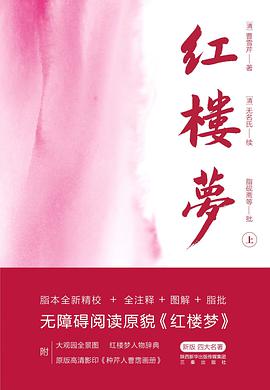 红楼夢
[清] 曹雪芹—著
[清] 无名氏—续
脂砚斋等—批
上
脂本全新精校 + 全注释 + 图解 + 脂批
无障碍阅读原貌《红楼梦》
附
大观园全景图 红楼梦人物辞典
原版高清影印《种芹人曹霑画册》
新版 四大名著
陕西新华出版传媒集团
三秦出版社